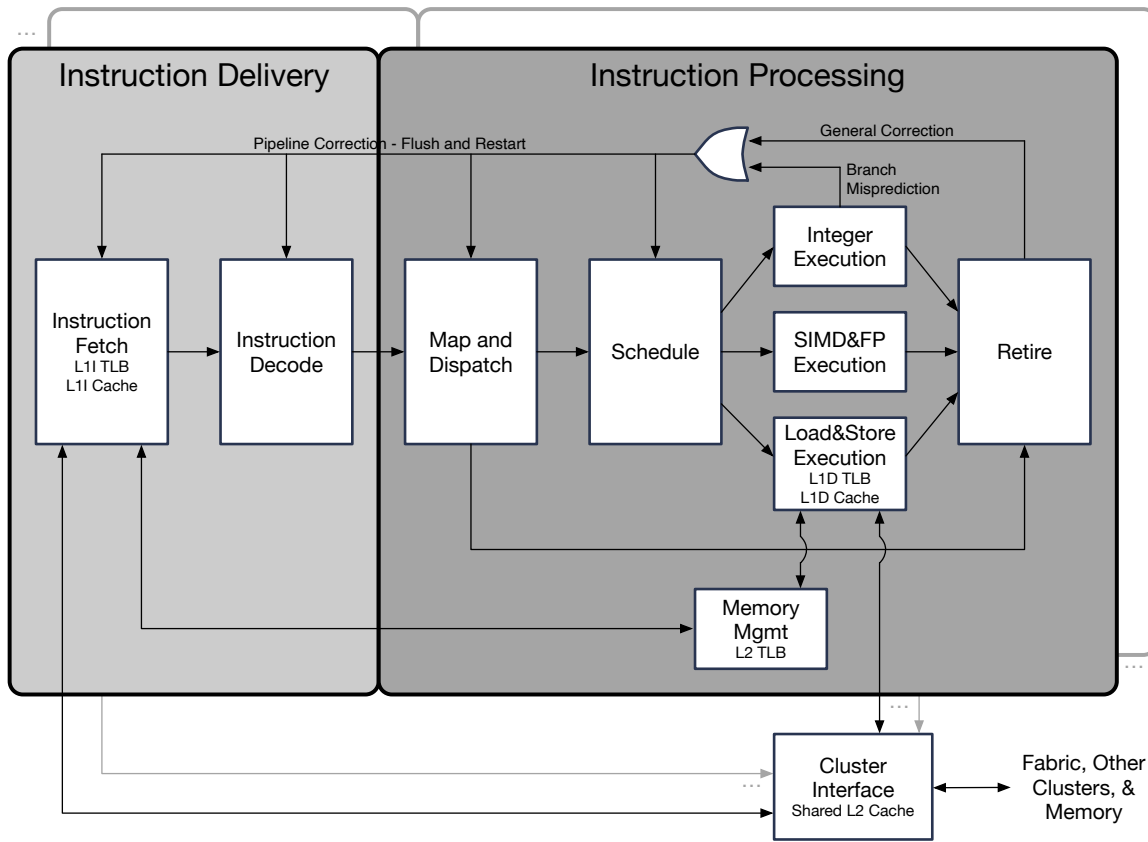 ...
Instruction Delivery
Instruction Processing
Pipeline Correction - Flush and Restart
General Correction
Branch
Misprediction
Instruction
Fetch
L1I TLB
L1I Cache
Instruction
Decode
Map and
Dispatch
Schedule
Integer
Execution
SIMD&FP
Execution
Load&Store
Execution
L1D TLB
L1D Cache
Retire
Memory
Mgmt
L2 TLB
...
...
...
Cluster
Interface
Shared L2 Cache
Fabric, Other
Clusters, &
Memory